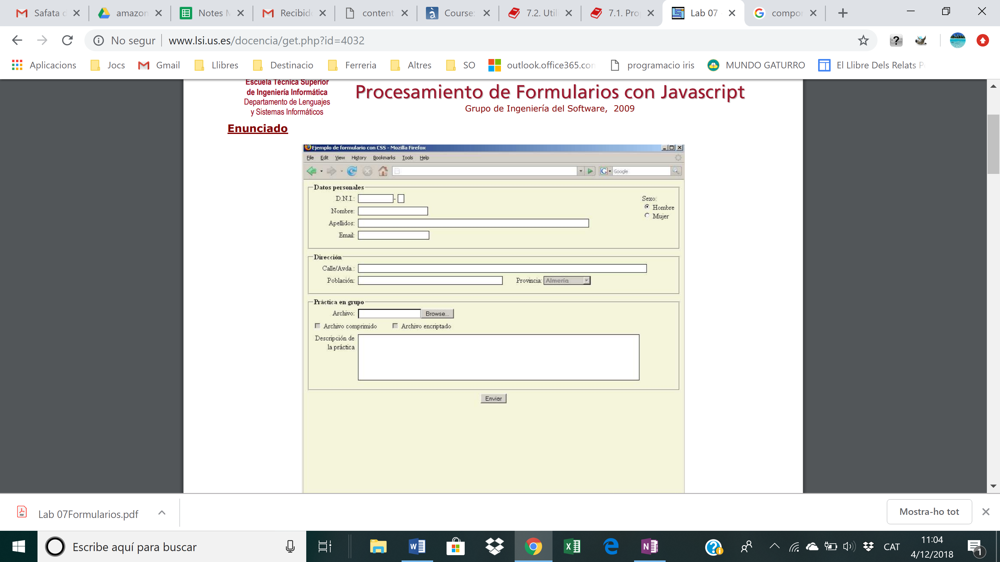 Safata d
amazon
Notes M
Recibido
content
Course:
7.2. Util
7.1. Pro
Lab 07
compor
No segur
www.lsi.us.es/docencia/get.php?id=4032
Aplicacions
Jocs
Gmail
Llibres
Destinacio
Ferreria
Altres
SO
outlook.office365.con
programacio iris
MUNDO GATURRO
El Llibre Dels Relats P
Escuela Técnica Superior
de Ingeniería Informática
Departamento de Lenguajes
y Sistemas Informáticos
Procesamiento de Formularios con Javascript
Grupo de Ingeniería del Software, 2009
Enunciado
Ejemplo de formulario con CSS - Mozilla Firefox
File Edit View History Bookmarks Tools Help
Google
Datos personales
D.N.I.: -
Sexo:
Hombre
Mujer
Nombre:
Apellidos:
Email:
Dirección
Calle/Avda.:
Población:
Provincia: Almería
Práctica en grupo
Archivo: Browse...
Archivo comprimido
Archivo encriptado
Descripción de
la práctica
Enviar
Lab 07Formularios.pdf
Mostra-ho tot
Escribe aquí para buscar
CAT
11:04
4/12/2018
1